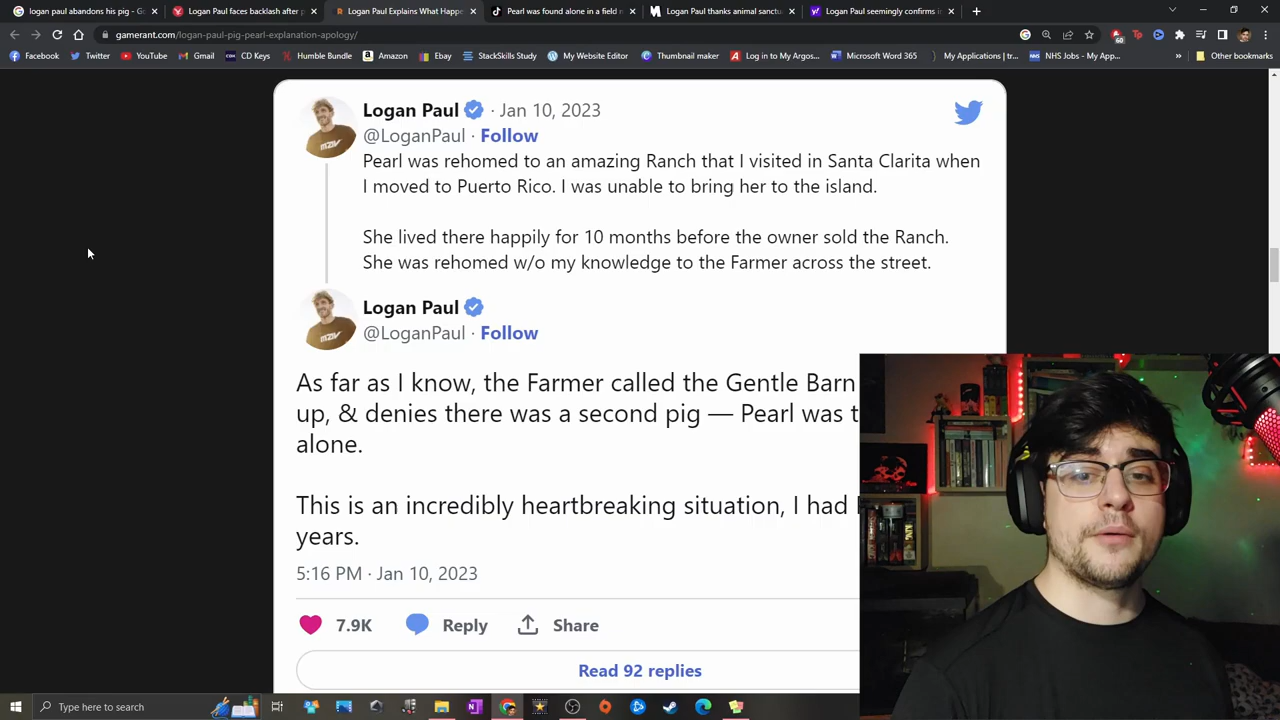 logan paul abandons his pig - G
Logan Paul faces backlash after p
Logan Paul Explains What Happe
Pearl was found alone in a field n
Logan Paul thanks animal sanctu
Logan Paul seemingly confirms i
gamerant.com/logan-paul-pig-pearl-explanation-apology/
Facebook
Twitter
YouTube
Gmail
CD Keys
Humble Bundle
Amazon
Ebay
StackSkills Study
My Website Editor
Thumbnail maker
Log in to My Argos...
Microsoft Word 365
My Applications | tr...
NHS Jobs - My App...
Other bookmarks
Logan Paul · Jan 10, 2023
@LoganPaul · Follow
Pearl was rehomed to an amazing Ranch that I visited in Santa Clarita when
I moved to Puerto Rico. I was unable to bring her to the island.
She lived there happily for 10 months before the owner sold the Ranch.
She was rehomed w/o my knowledge to the Farmer across the street.
Logan Paul
@LoganPaul · Follow
As far as I know, the Farmer called the Gentle Barn
up, & denies there was a second pig — Pearl was t
alone.
This is an incredibly heartbreaking situation, I had
years.
5:16 PM · Jan 10, 2023
7.9K
Reply
Share
Read 92 replies
Type here to search